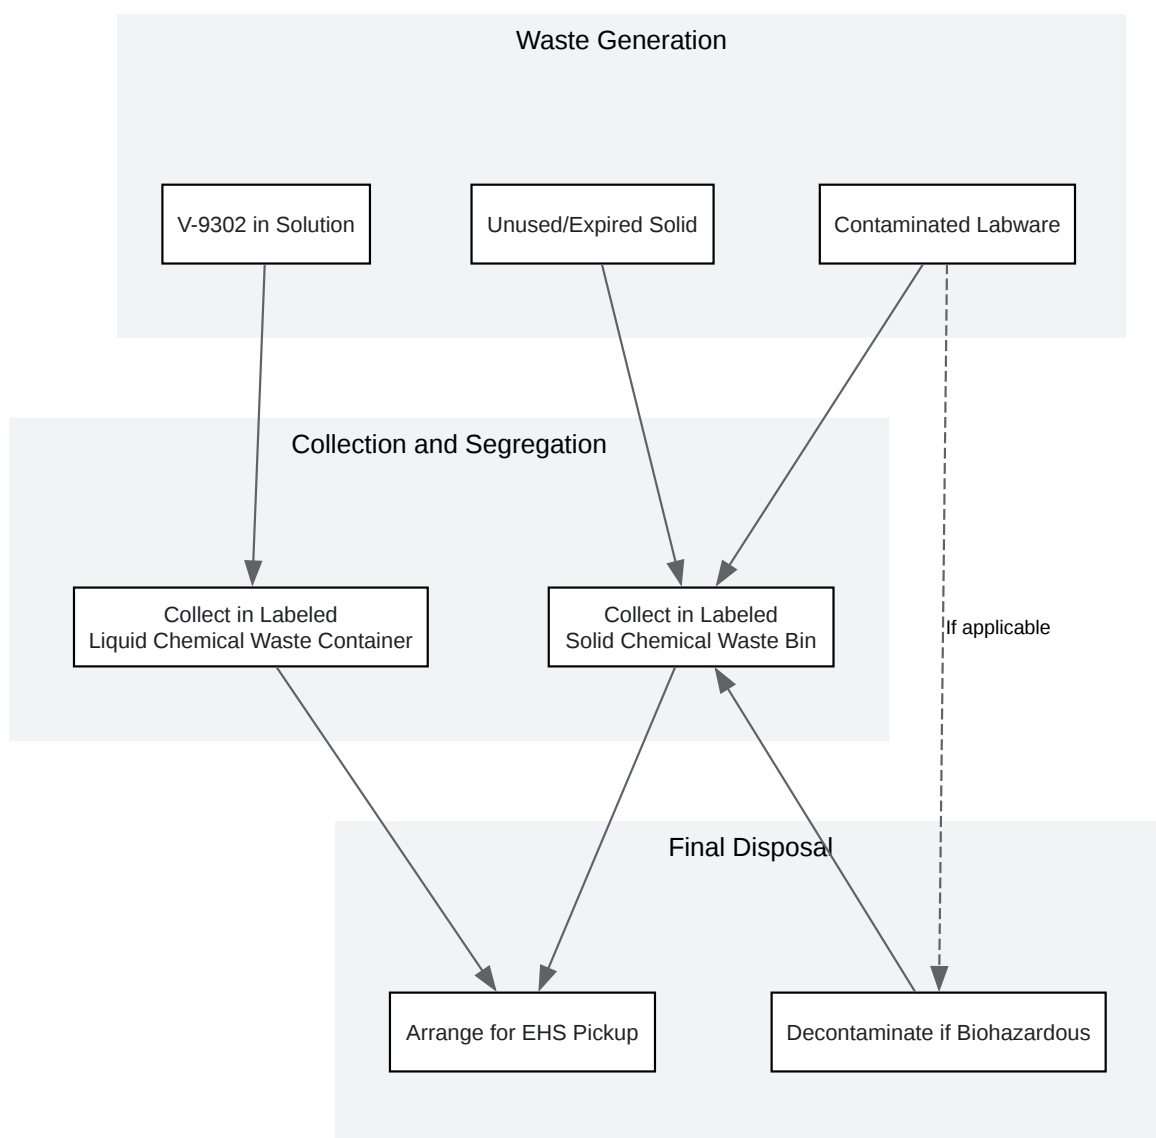 Waste Generation
V-9302 in Solution
Unused/Expired Solid
Contaminated Labware
Collection and Segregation
Collect in Labeled
Liquid Chemical Waste Container
Collect in Labeled
Solid Chemical Waste Bin
If applicable
Final Disposal
Arrange for EHS Pickup
Decontaminate if Biohazardous